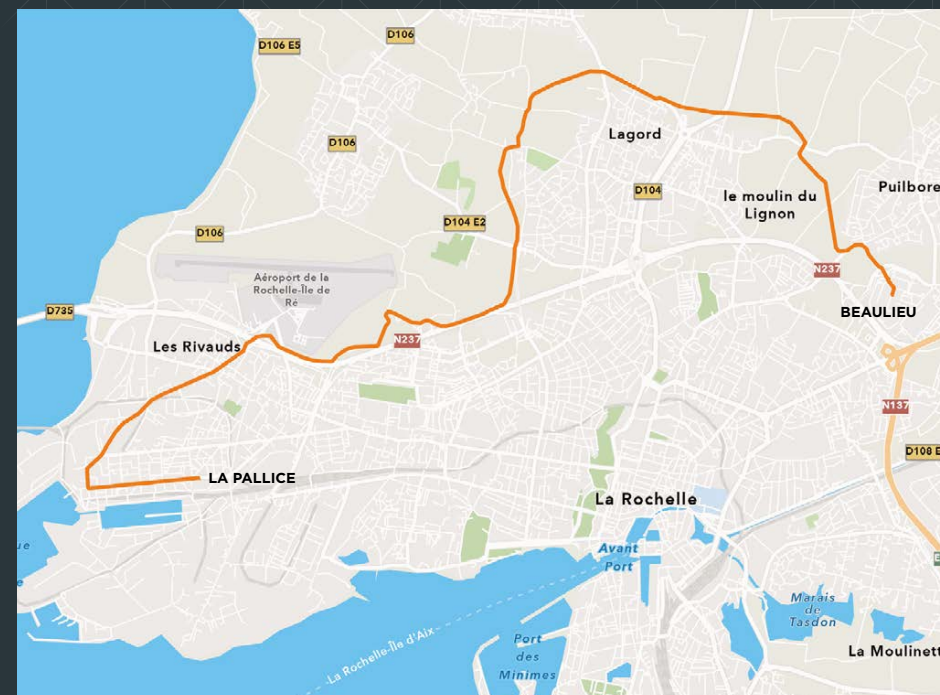 D106
D106 E5
Lagord
D106
D104
Puilbore
le moulin du
Lignon
D104 E2
D106
N237
Aéroport de la
Rochelle-Île de
Ré
D735
BEAULIEU
N237
Les Rivauds
N137
D108 E
LA PALLICE
La Rochelle
Avant
Port
ue
e
E
Marais
de
Tasdon
La Rochelle-Île d'Aix
Port
des
Minimes
La Moulinett